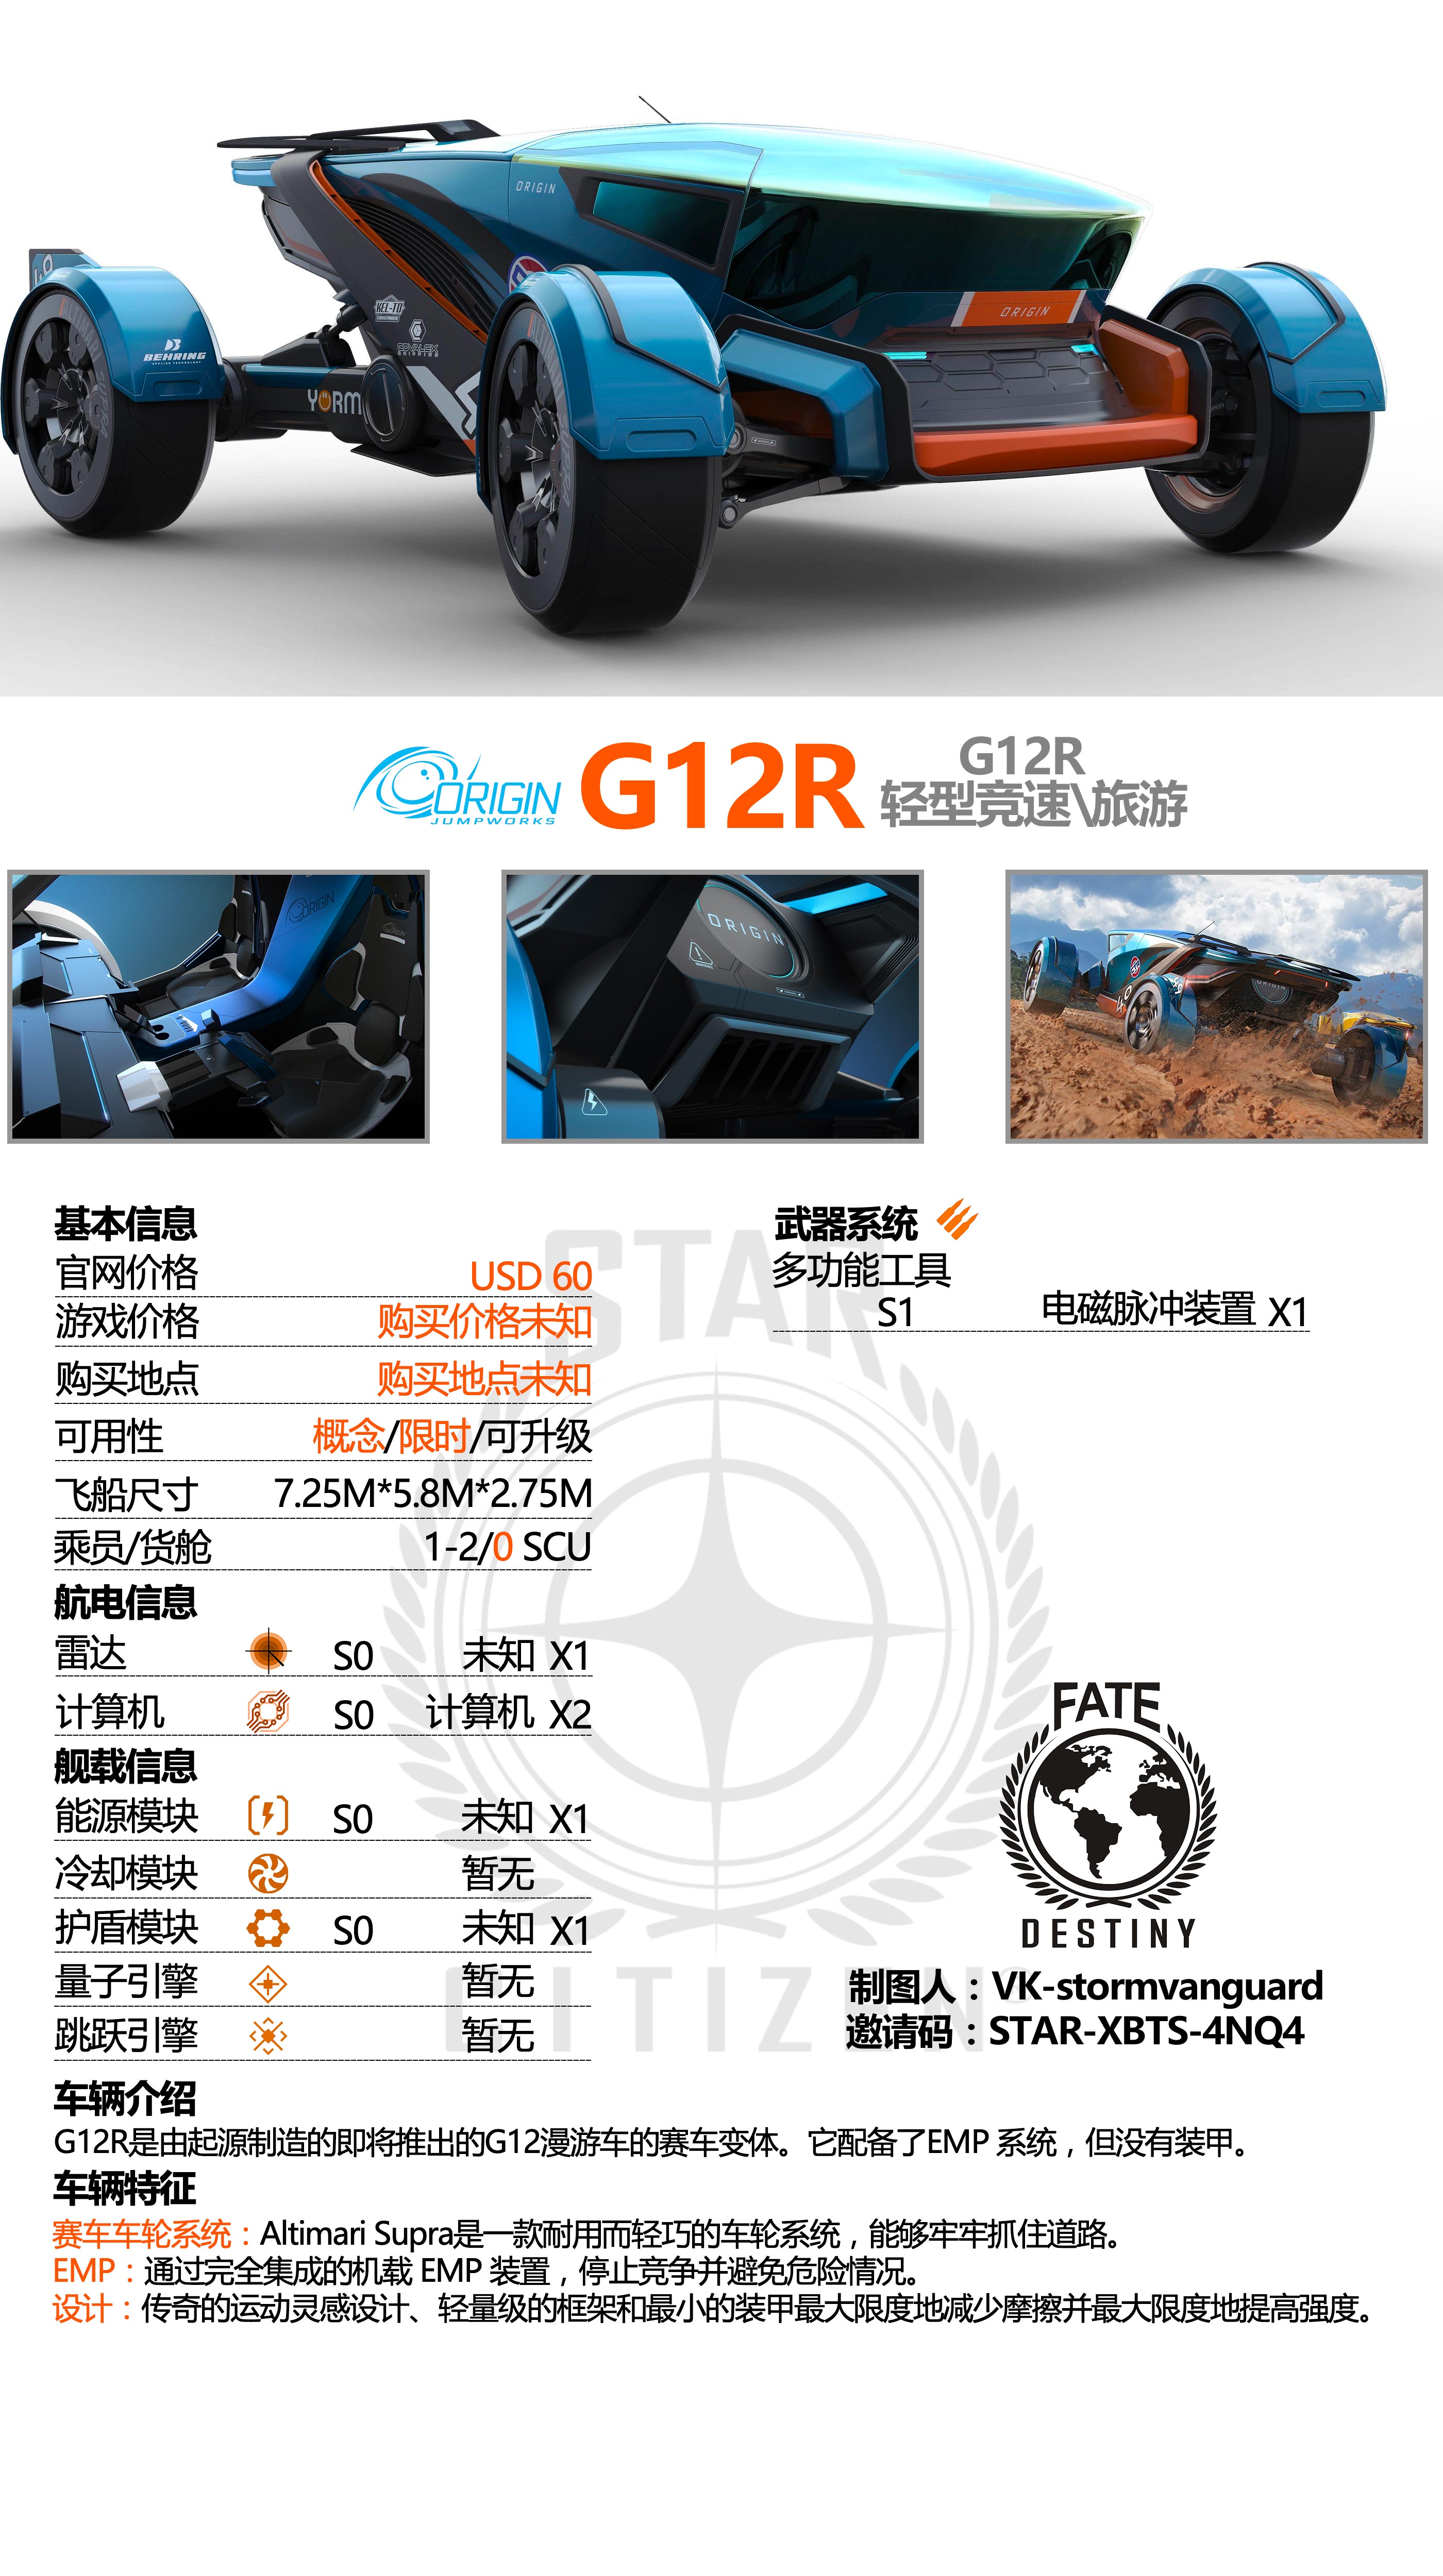 ORIGIN
ORIGIN
BEHRING
YORM
HEL-IO
COVALEX
SHIPPING
ORIGIN
JUMPWORKS
G12R
G12R
轻型竞速\旅游
ORIGIN
ORIGIN
ORIGIN
基本信息
官网价格 USD 60
游戏价格 购买价格未知
购买地点 购买地点未知
可用性 概念/限时/可升级
飞船尺寸 7.25M*5.8M*2.75M
乘员/货舱 1-2/0 SCU
航电信息
雷达 S0 未知 X1
计算机 S0 计算机 X2
舰载信息
能源模块 S0 未知 X1
冷却模块 暂无
护盾模块 S0 未知 X1
量子引擎 暂无
跳跃引擎 暂无
武器系统
多功能工具
S1 电磁脉冲装置 X1
STAR
CITIZEN
FATE
DESTINY
制图人：VK-stormvanguard
邀请码：STAR-XBTS-4NQ4
车辆介绍
G12R是由起源制造的即将推出的G12漫游车的赛车变体。它配备了EMP 系统，但没有装甲。
车辆特征
赛车车轮系统：Altimari Supra是一款耐用而轻巧的车轮系统，能够牢牢抓住道路。
EMP：通过完全集成的机载 EMP 装置，停止竞争并避免危险情况。
设计：传奇的运动灵感设计、轻量级的框架和最小的装甲最大限度地减少摩擦并最大限度地提高强度。